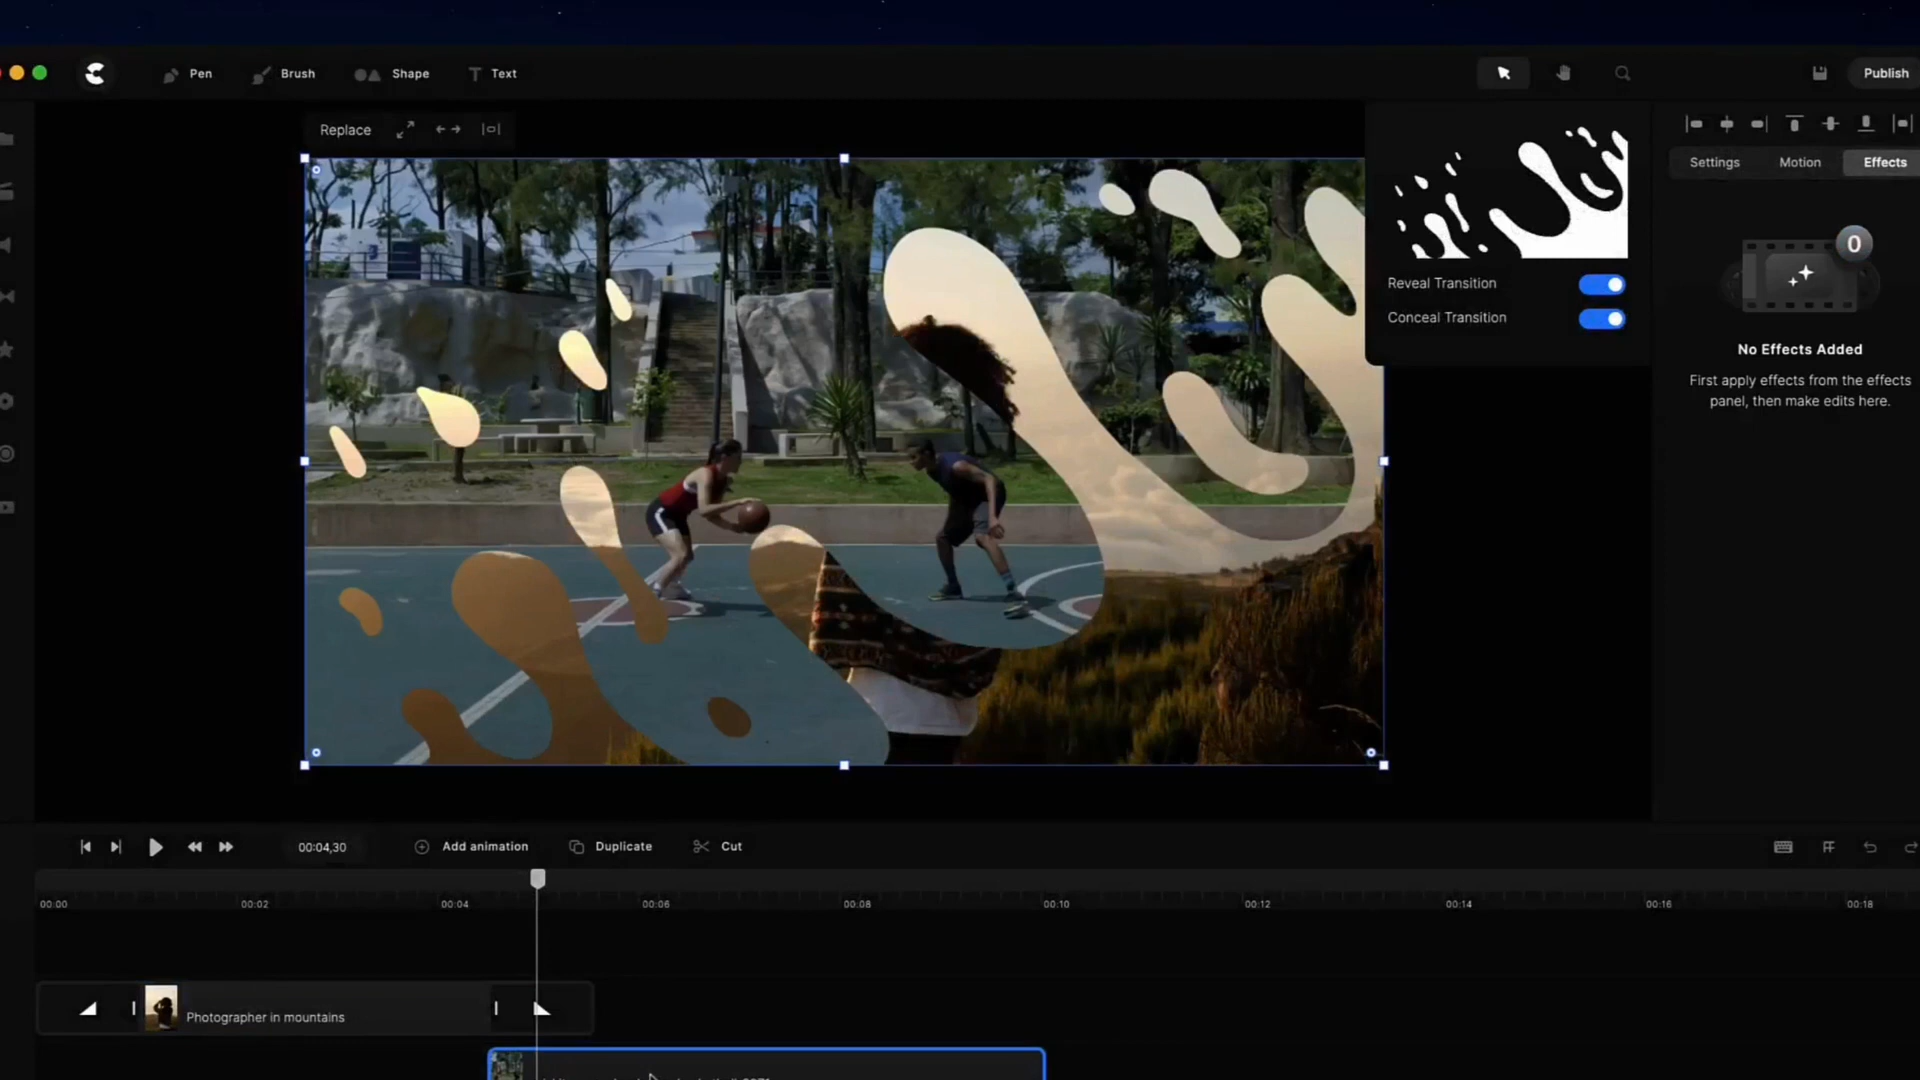 Pen Brush Shape Text Publish
Replace
Settings Motion Effects
Reveal Transition
Conceal Transition
0
No Effects Added
First apply effects from the effects
panel, then make edits here.
00:04,30 Add animation Duplicate Cut
00:00 00:02 00:04 00:06 00:08 00:10 00:12 00:14 00:16 00:18
Photographer in mountains